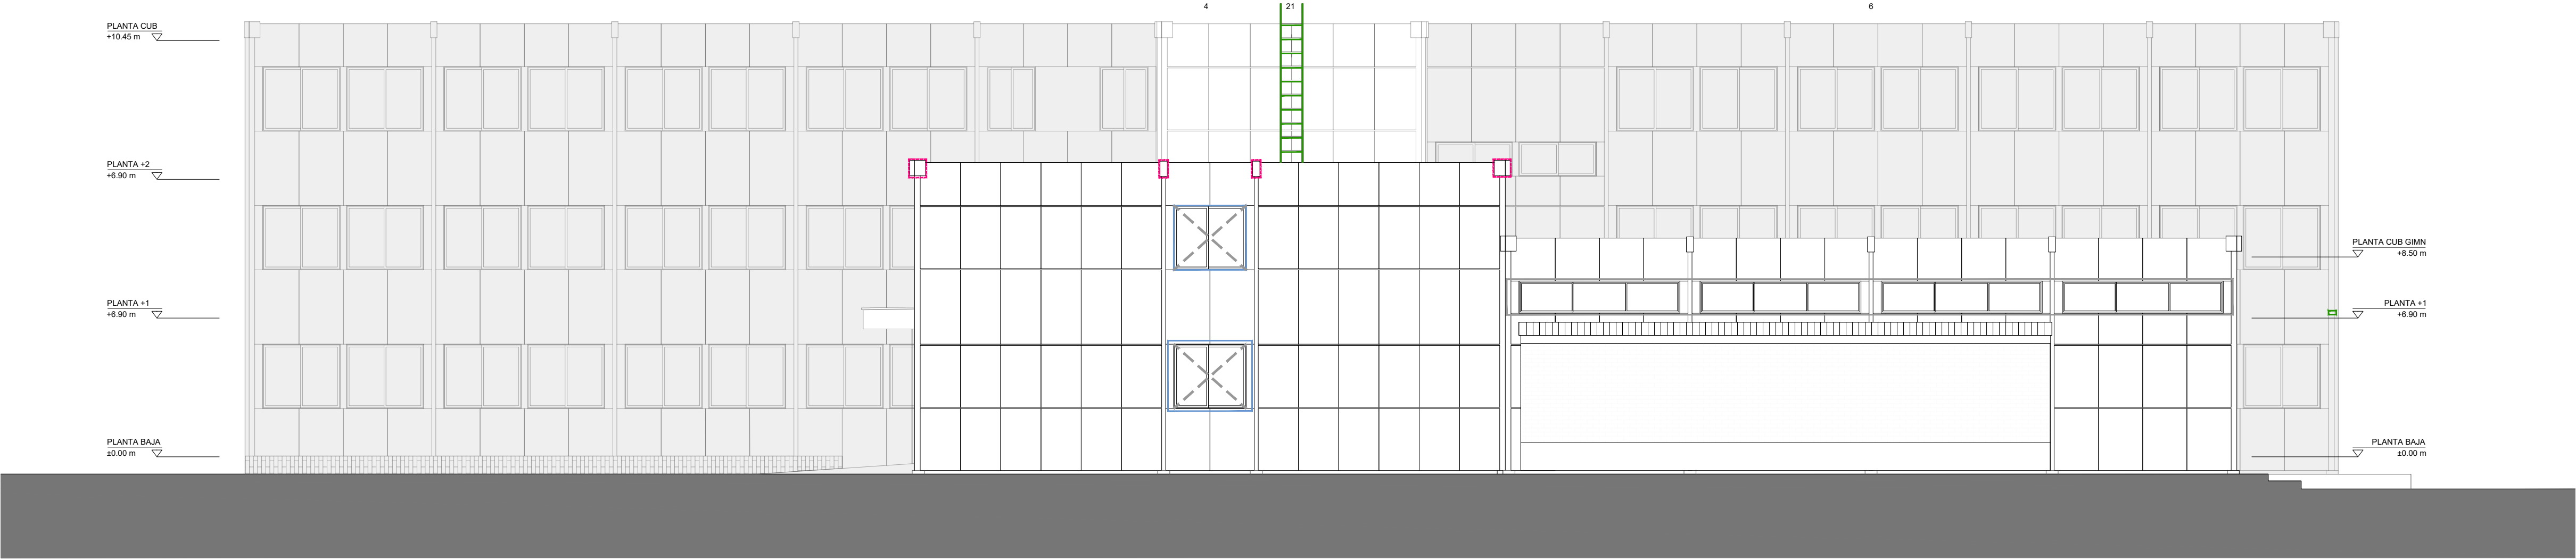 4
21
6
PLANTA CUB
+10.45 m
PLANTA +2
+6.90 m
PLANTA CUB GIMN
+8.50 m
PLANTA +1
+6.90 m
PLANTA +1
+6.90 m
PLANTA BAJA
±0.00 m
PLANTA BAJA
±0.00 m